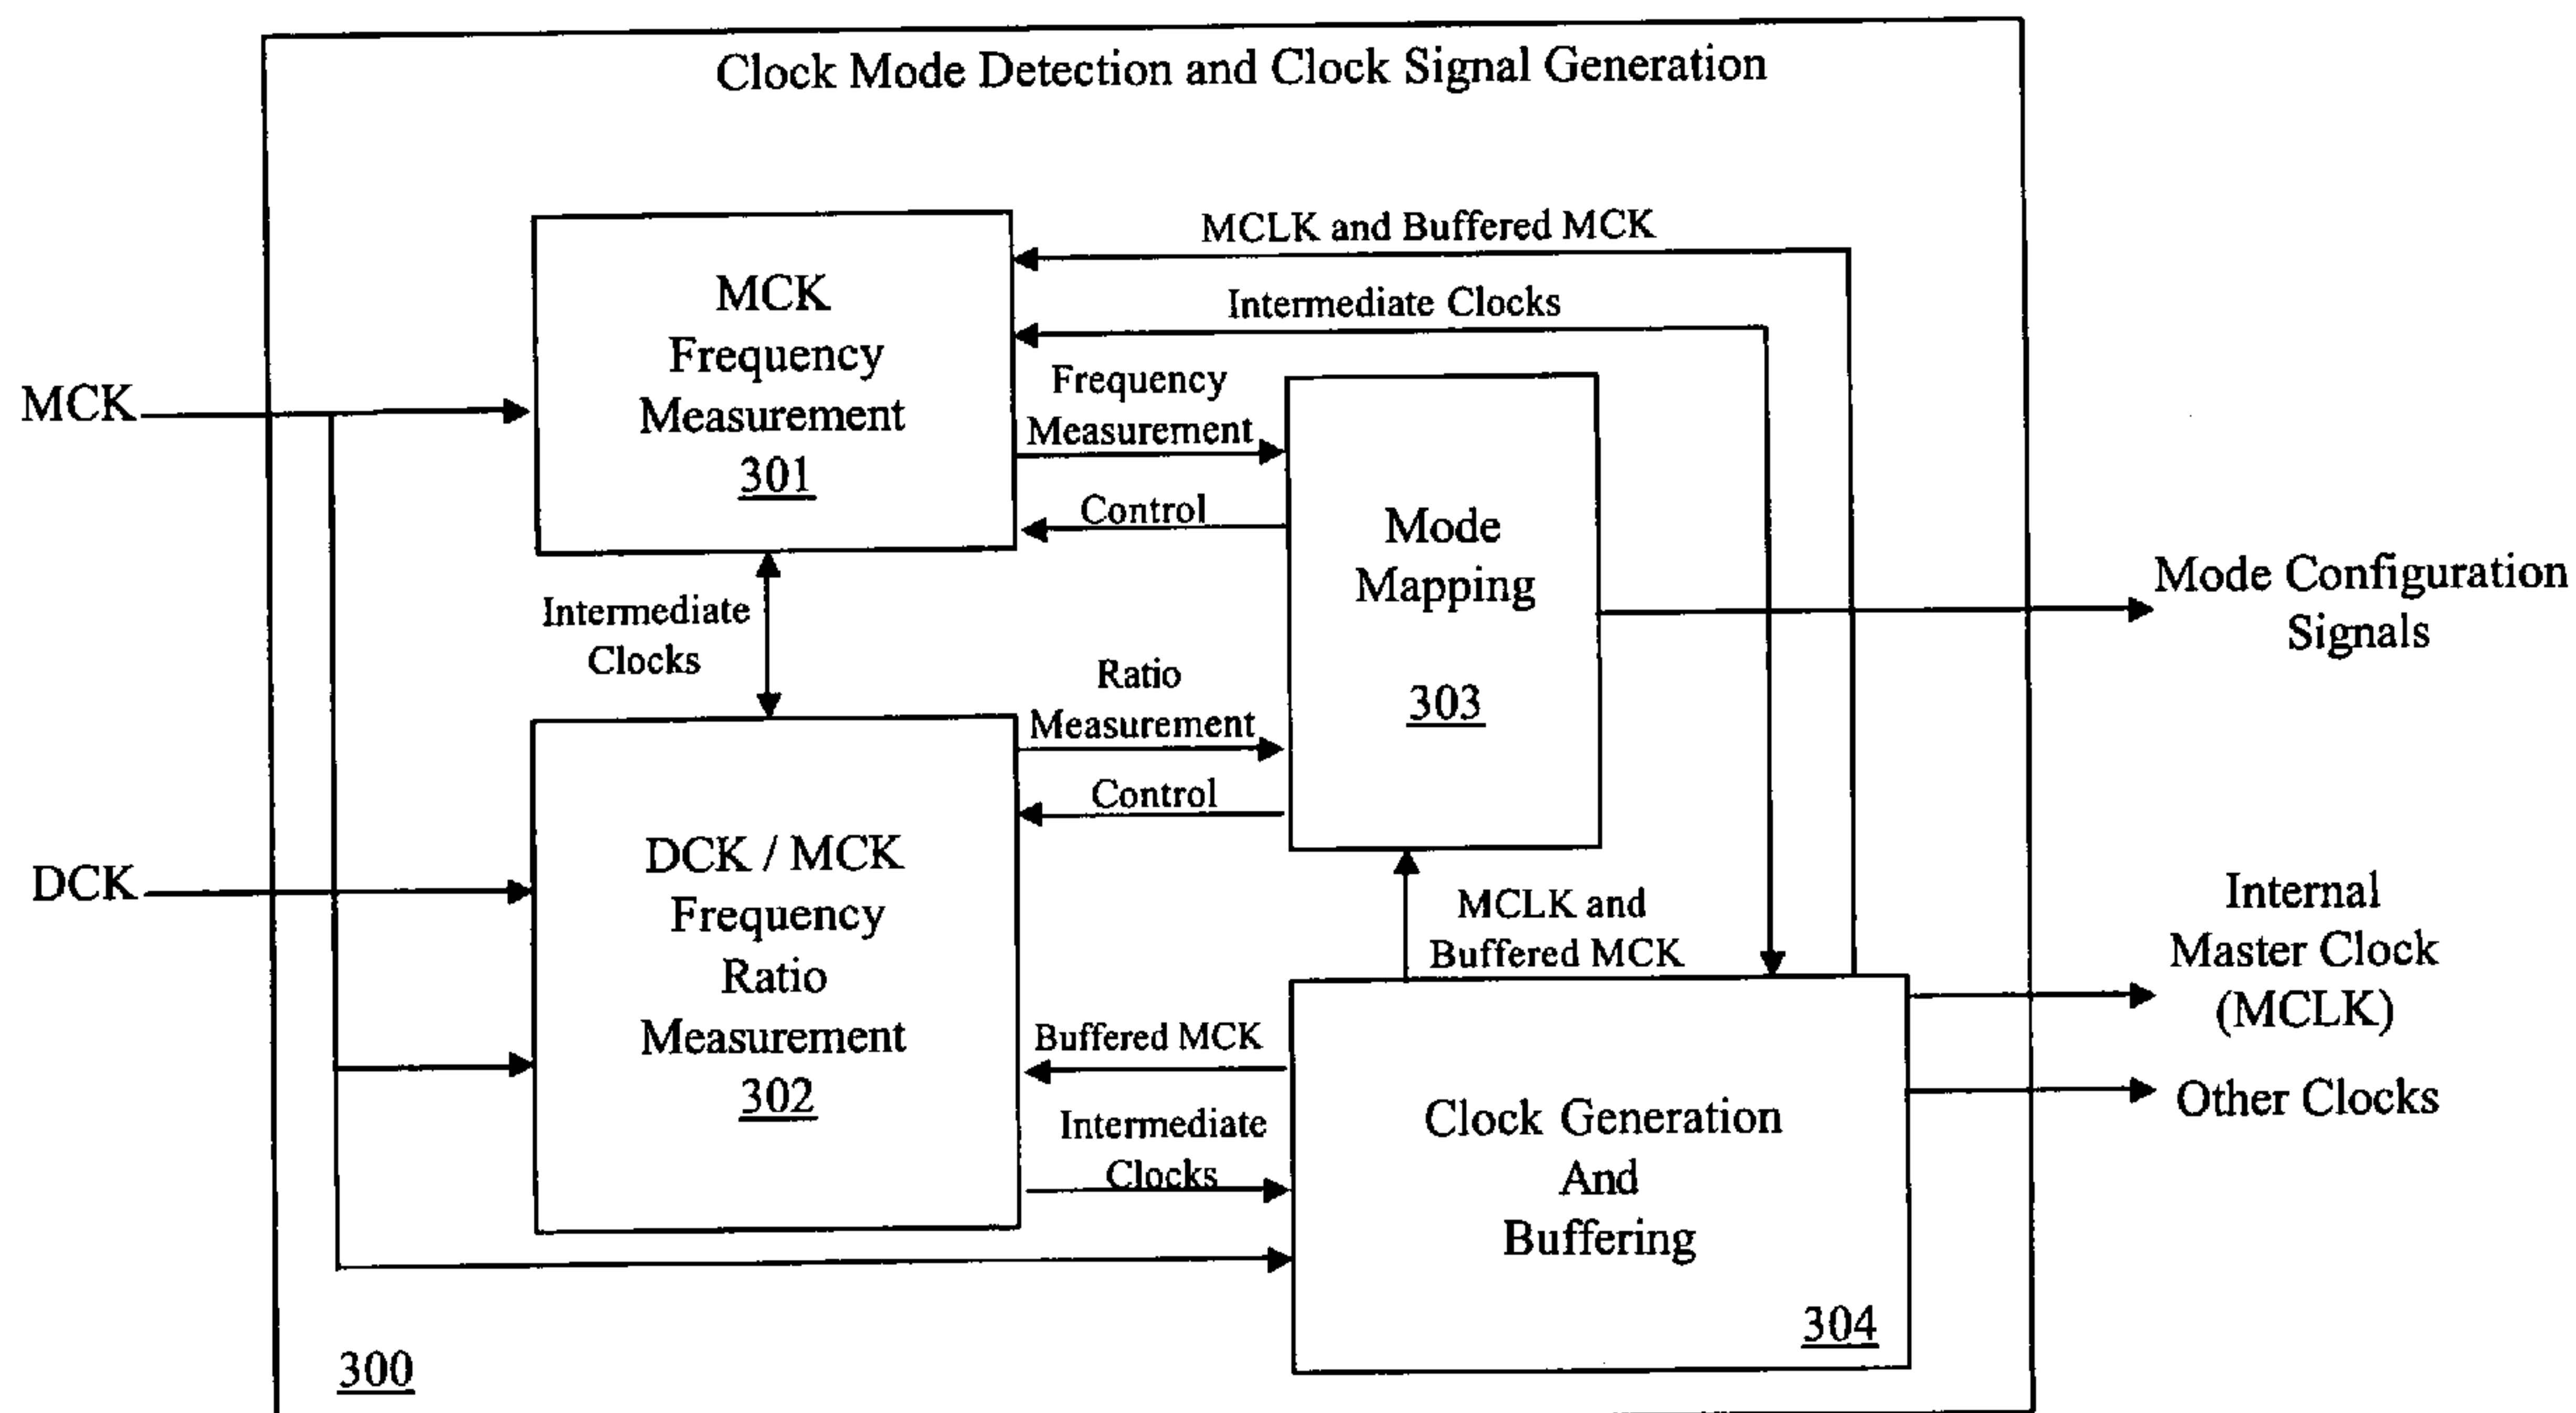 Clock Mode Detection and Clock Signal Generation
MCLK and Buffered MCK
Intermediate Clocks
MCK
MCK
Frequency
Measurement
301
Frequency
Measurement
Control
Mode
Mapping
303
Mode Configuration
Signals
Intermediate
Clocks
Ratio
Measurement
Control
DCK
DCK / MCK
Frequency
Ratio
Measurement
302
MCLK and
Buffered MCK
Buffered MCK
Intermediate
Clocks
Clock Generation
And
Buffering
304
Internal
Master Clock
(MCLK)
Other Clocks
300